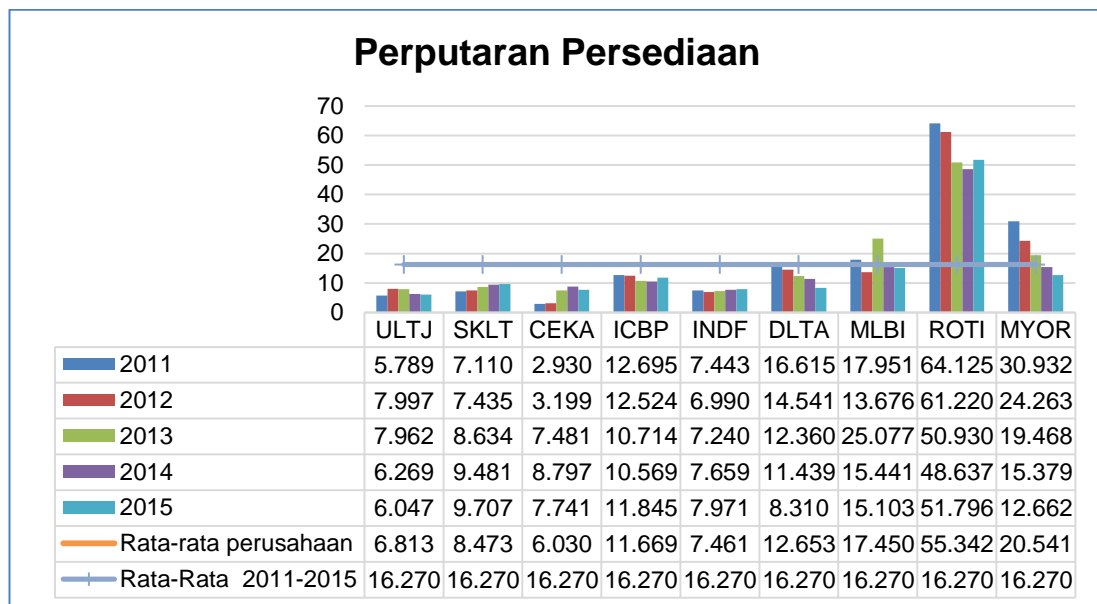 Perputaran Persediaan
70
60
50
40
30
20
10
0
ULTJ SKLT CEKA ICBP INDF DLTA MLBI ROTI MYOR
2011 5.789 7.110 2.930 12.695 7.443 16.615 17.951 64.125 30.932
2012 7.997 7.435 3.199 12.524 6.990 14.541 13.676 61.220 24.263
2013 7.962 8.634 7.481 10.714 7.240 12.360 25.077 50.930 19.468
2014 6.269 9.481 8.797 10.569 7.659 11.439 15.441 48.637 15.379
2015 6.047 9.707 7.741 11.845 7.971 8.310 15.103 51.796 12.662
Rata-rata perusahaan 6.813 8.473 6.030 11.669 7.461 12.653 17.450 55.342 20.541
Rata-Rata 2011-2015 16.270 16.270 16.270 16.270 16.270 16.270 16.270 16.270 16.270